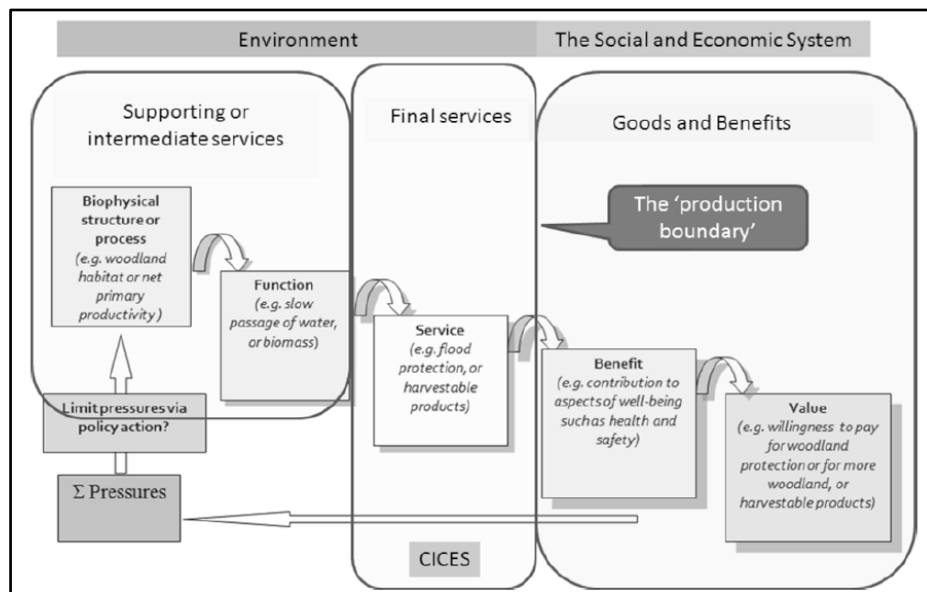 Environment
The Social and Economic System
Supporting or
intermediate services
Final services
Goods and Benefits
Biophysical
structure or
process
(e.g. woodland
habitat or net
primary
productivity )
The ‘production
boundary’
Function
(e.g. slow
passage of water,
or biomass)
Service
(e.g. flood
protection, or
harvestable
products)
Benefit
(e.g. contribution to
aspects of well-being
such as health and
safety)
Value
(e.g. willingness to pay
for woodland
protection or for more
woodland, or
harvestable products)
Limit pressures via
policy action?
Σ Pressures
CICES